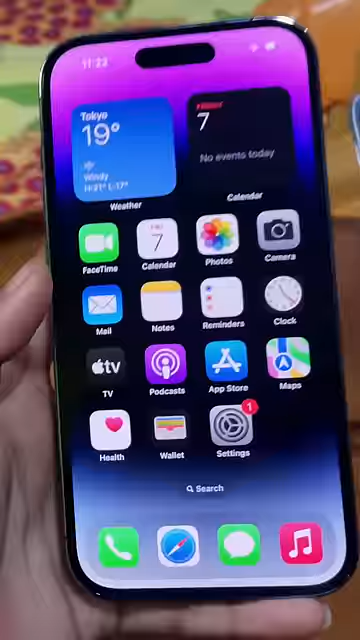 11:23
Tokyo
19°
Windy
H:21° L:17°
Weather
7
No events today
Calendar
FaceTime
Calendar
7
Photos
Camera
Mail
Notes
Reminders
Clock
tv
TV
Podcasts
App Store
Maps
Health
Wallet
1
Settings
Search